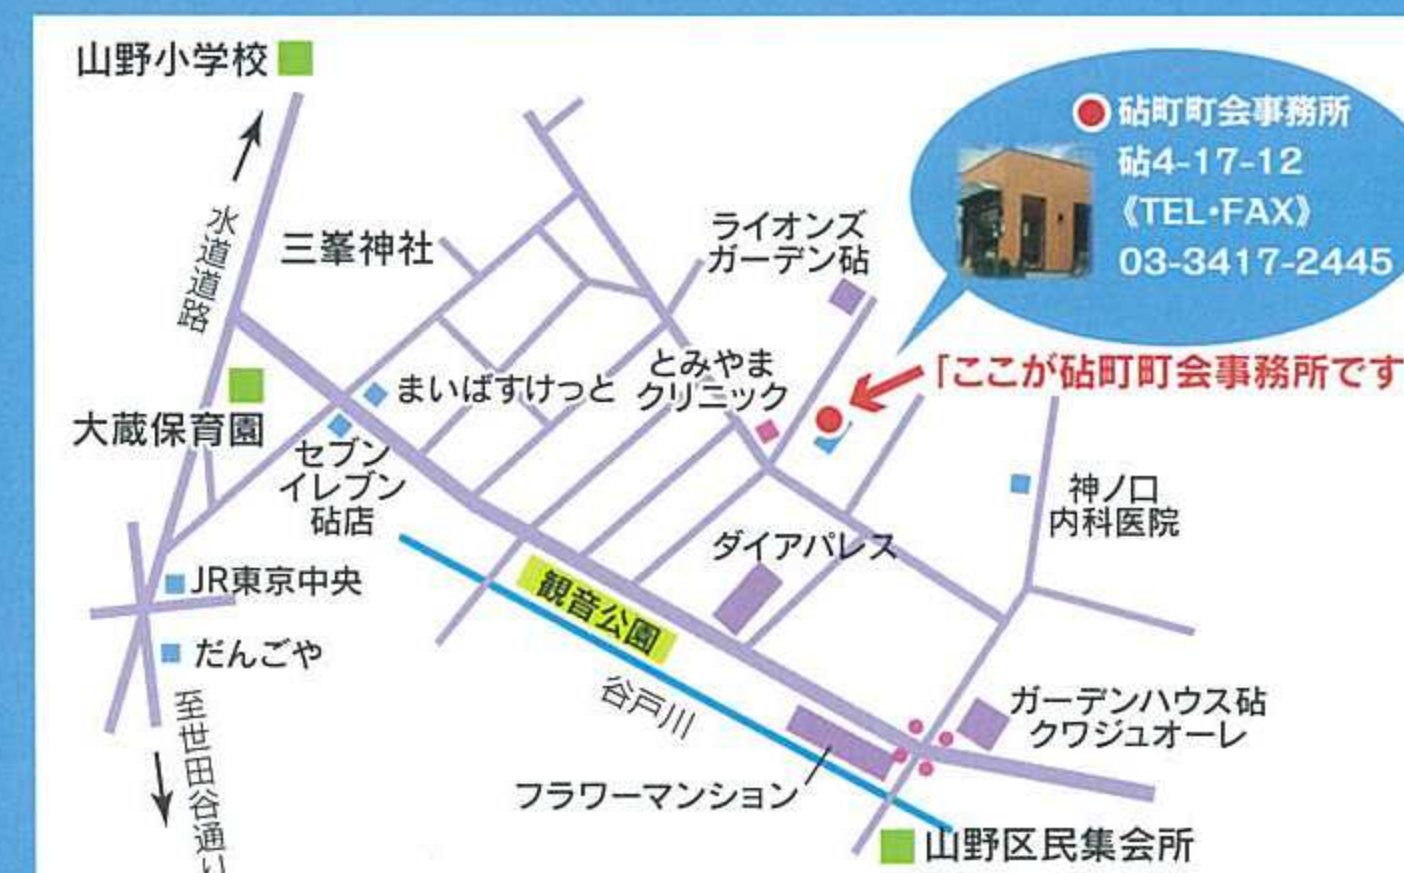 山野小学校
砧町町会事務所
砧4-17-12
《TEL・FAX》
03-3417-2445
水道道路
三峯神社
ライオンズ
ガーデン砧
「ここが砧町町会事務所です
とみやま
クリニック
まいばすけっと
大蔵保育園
セブン
イレブン
砧店
神ノ口
内科医院
ダイアパレス
JR東京中央
観音公園
だんごや
谷戸川
至世田谷通り
ガーデンハウス砧
クワジュオーレ
フラワーマンション
山野区民集会所